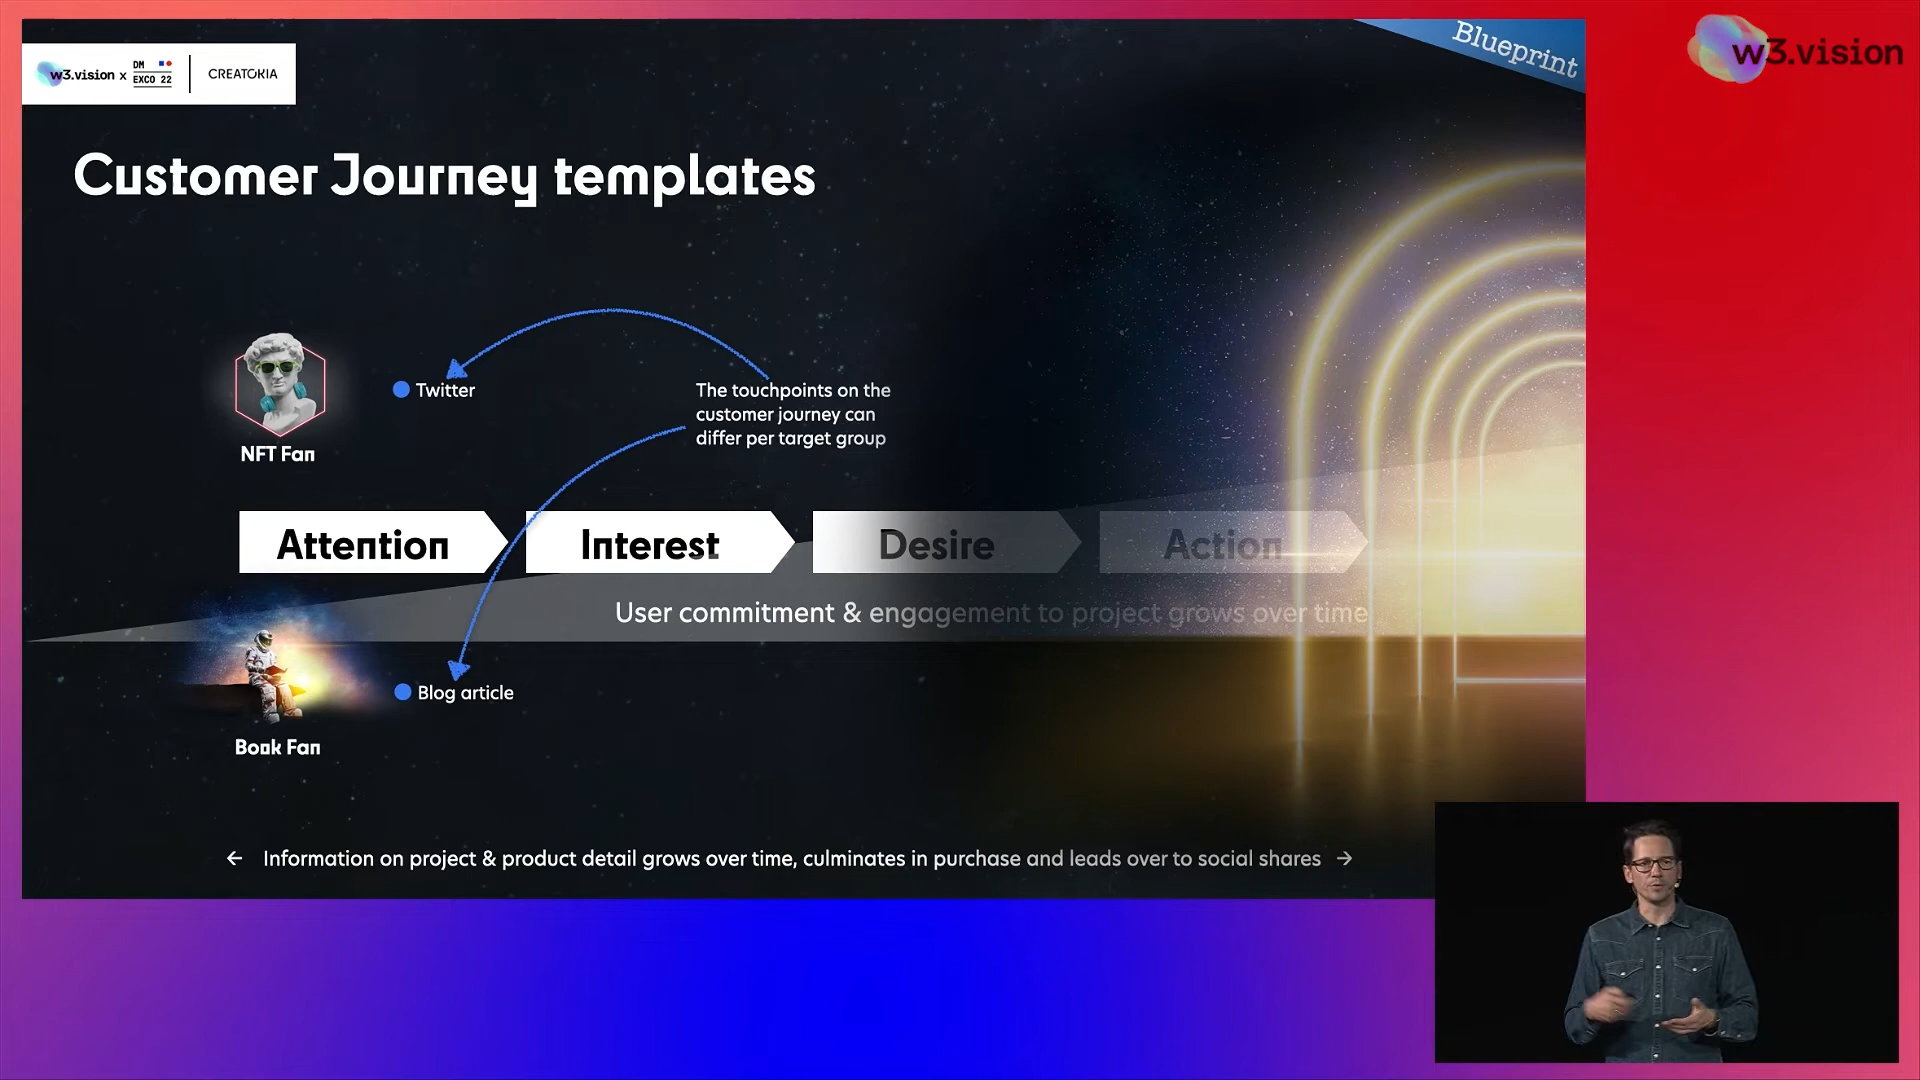 w3.vision x DM EXCO 22 CREATOKIA
Blueprint
w3.vision
Customer Journey templates
Twitter
The touchpoints on the
customer journey can
differ per target group
NFT Fan
Attention Interest Desire Action
User commitment & engagement to project grows over time
Blog article
Book Fan
← Information on project & product detail grows over time, culminates in purchase and leads over to social shares →